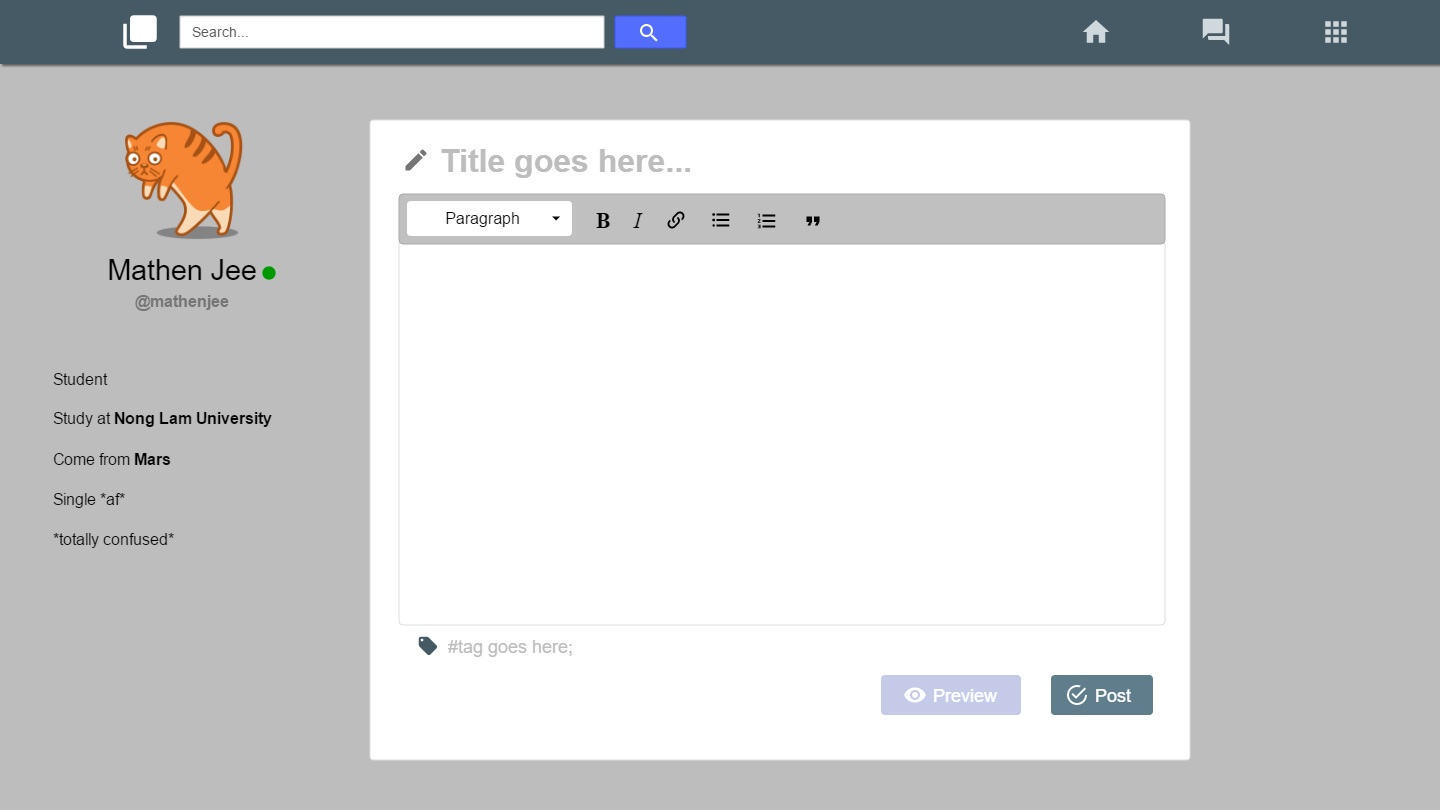 Search...
Mathen Jee
@mathenjee
Student
Study at Nong Lam University
Come from Mars
Single *af*
*totally confused*
Title goes here...
Paragraph B I
#tag goes here;
Preview Post